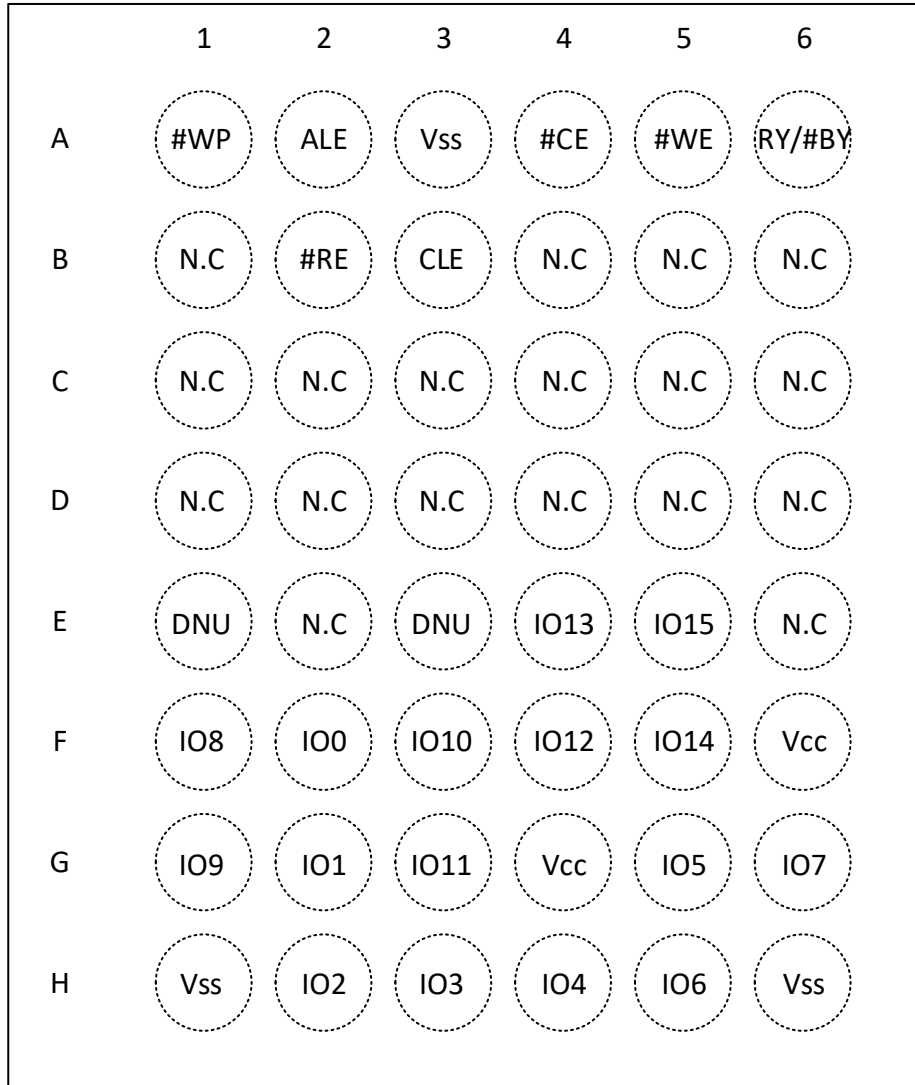 1 2 3 4 5 6
A #WP ALE Vss #CE #WE RY/#BY
B N.C #RE CLE N.C N.C N.C
C N.C N.C N.C N.C N.C N.C
D N.C N.C N.C N.C N.C N.C
E DNU N.C DNU IO13 IO15 N.C
F IO8 IO0 IO10 IO12 IO14 Vcc
G IO9 IO1 IO11 Vcc IO5 IO7
H Vss IO2 IO3 IO4 IO6 Vss